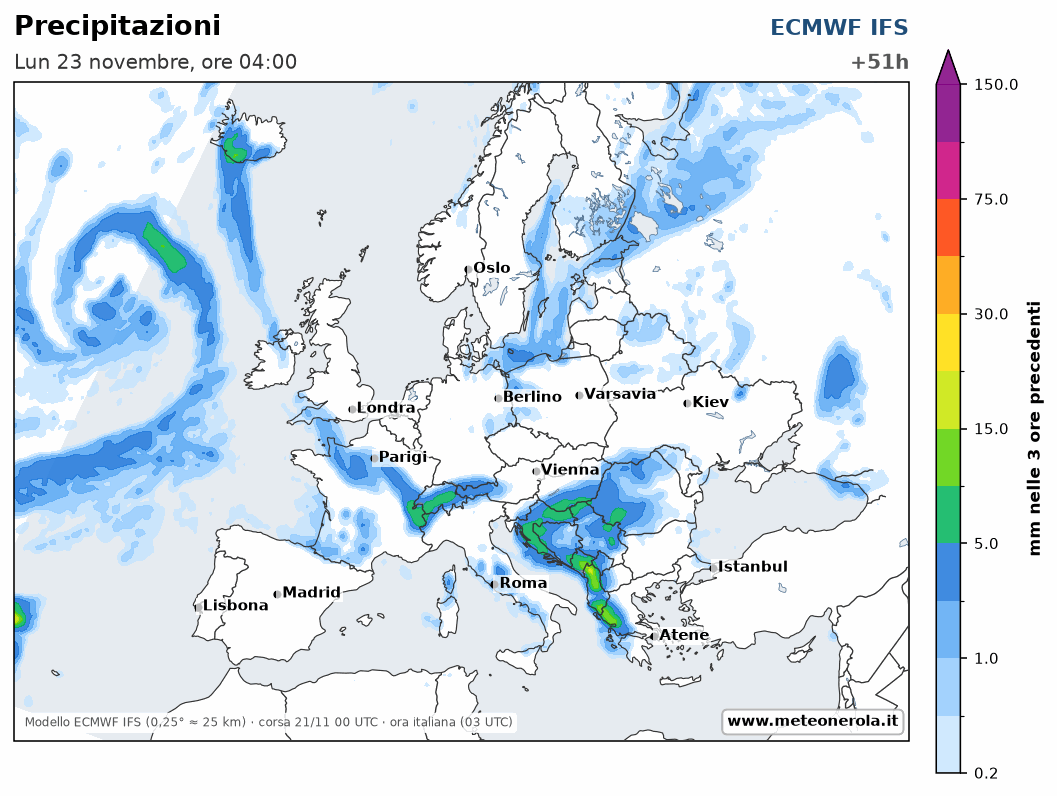 Precipitazioni
ECMWF IFS
Lun 23 novembre, ore 04:00
+51h
150.0
75.0
30.0
15.0
5.0
1.0
0.2
mm nelle 3 ore precedenti
Oslo
Berlino
Varsavia
Kiev
Londra
Parigi
Vienna
Istanbul
Roma
Madrid
Lisbona
Atene
Modello ECMWF IFS (0,25° ≈ 25 km) · corsa 21/11 00 UTC · ora italiana (03 UTC)
www.meteonerola.it